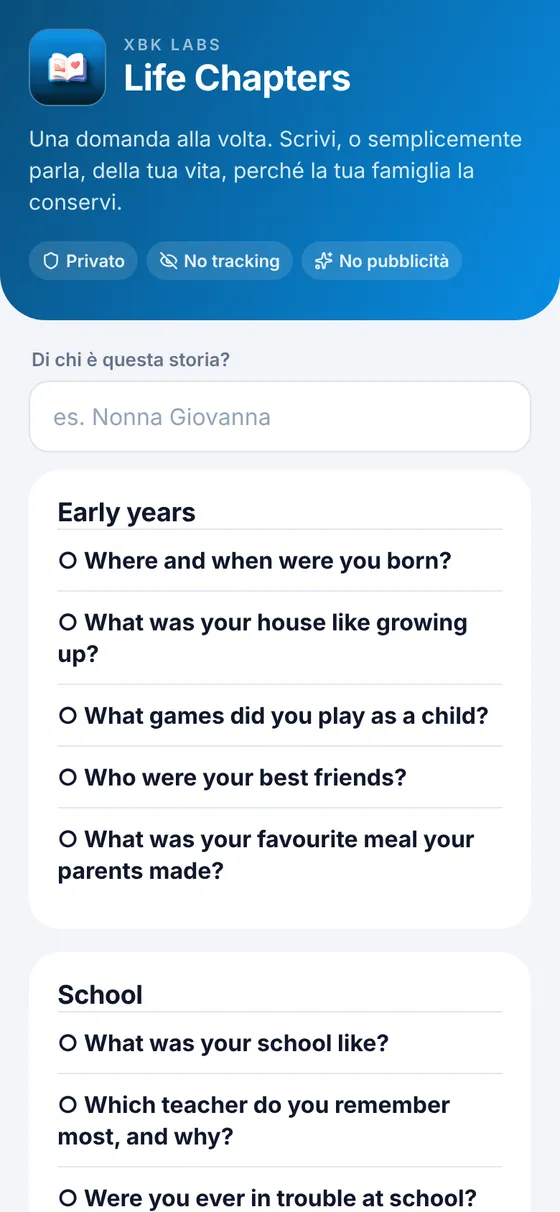 XBK LABS
Life Chapters
Una domanda alla volta. Scrivi, o semplicemente
parla, della tua vita, perché la tua famiglia la
conservi.
Privato
No tracking
No pubblicità
Di chi è questa storia?
es. Nonna Giovanna
Early years
Where and when were you born?
What was your house like growing
up?
What games did you play as a child?
Who were your best friends?
What was your favourite meal your
parents made?
School
What was your school like?
Which teacher do you remember
most, and why?
Were you ever in trouble at school?